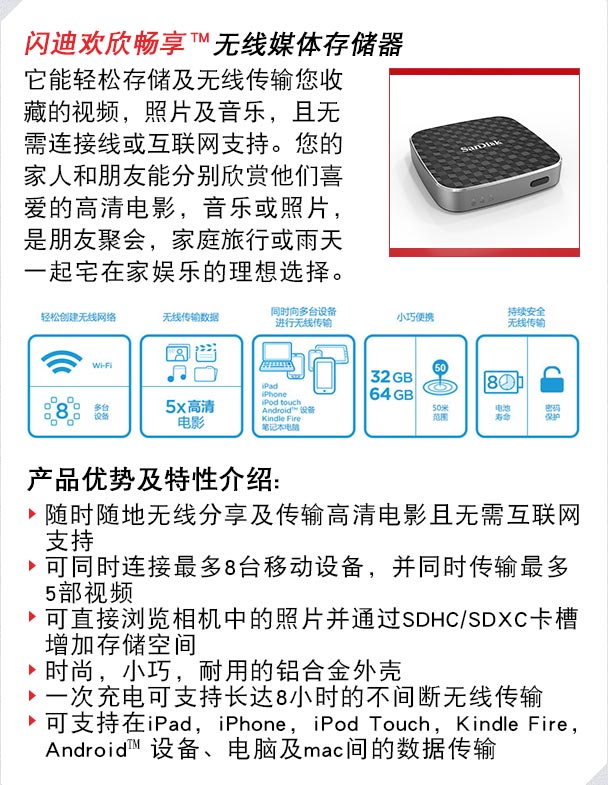 闪迪欢欣畅享™无线媒体存储器
它能轻松存储及无线传输您收
藏的视频，照片及音乐，且无
需连接线或互联网支持。您的
家人和朋友能分别欣赏他们喜
爱的高清电影，音乐或照片，
是朋友聚会，家庭旅行或雨天
一起宅在家娱乐的理想选择。
SanDisk
轻松创建无线网络
Wi-Fi
8
多台
设备
无线传输数据
5x高清
电影
同时向多台设备
进行无线传输
iPad
iPhone
iPod touch
Android™ 设备
Kindle Fire
笔记本电脑
小巧便携
32 GB
64 GB
50
50米
范围
持续安全
无线传输
8
电池
寿命
密码
保护
产品优势及特性介绍:
随时随地无线分享及传输高清电影且无需互联网
支持
可同时连接最多8台移动设备，并同时传输最多
5部视频
可直接浏览相机中的照片并通过SDHC/SDXC卡槽
增加存储空间
时尚，小巧，耐用的铝合金外壳
一次充电可支持长达8小时的不间断无线传输
可支持在iPad，iPhone，iPod Touch，Kindle Fire，
Android™ 设备、电脑及mac间的数据传输